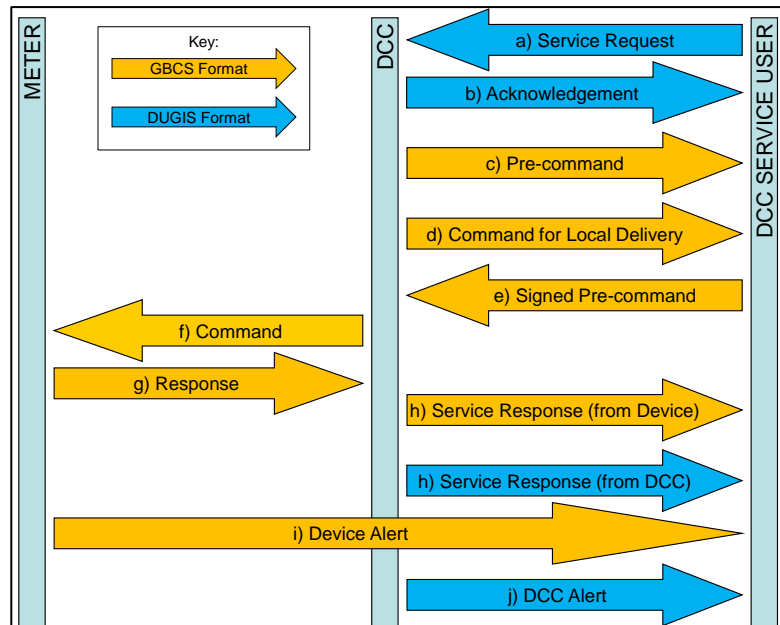 METER
Key:
GBCS Format
DUGIS Format
DCC
DCC SERVICE USER
a) Service Request
b) Acknowledgement
c) Pre-command
d) Command for Local Delivery
e) Signed Pre-command
f) Command
g) Response
h) Service Response (from Device)
h) Service Response (from DCC)
i) Device Alert
j) DCC Alert